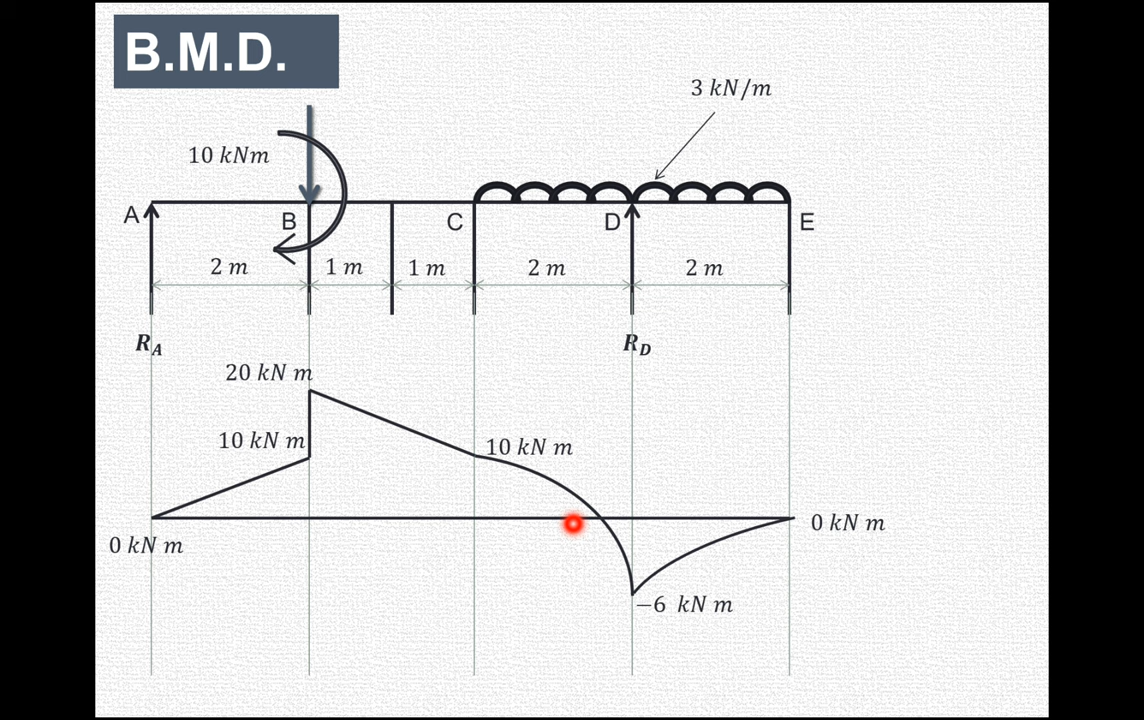 B.M.D.
3 kN/m
10 kNm
A
B
C
D
E
2 m
1 m
1 m
2 m
2 m
R_A
R_D
20 kN m
10 kN m
10 kN m
0 kN m
0 kN m
−6 kN m